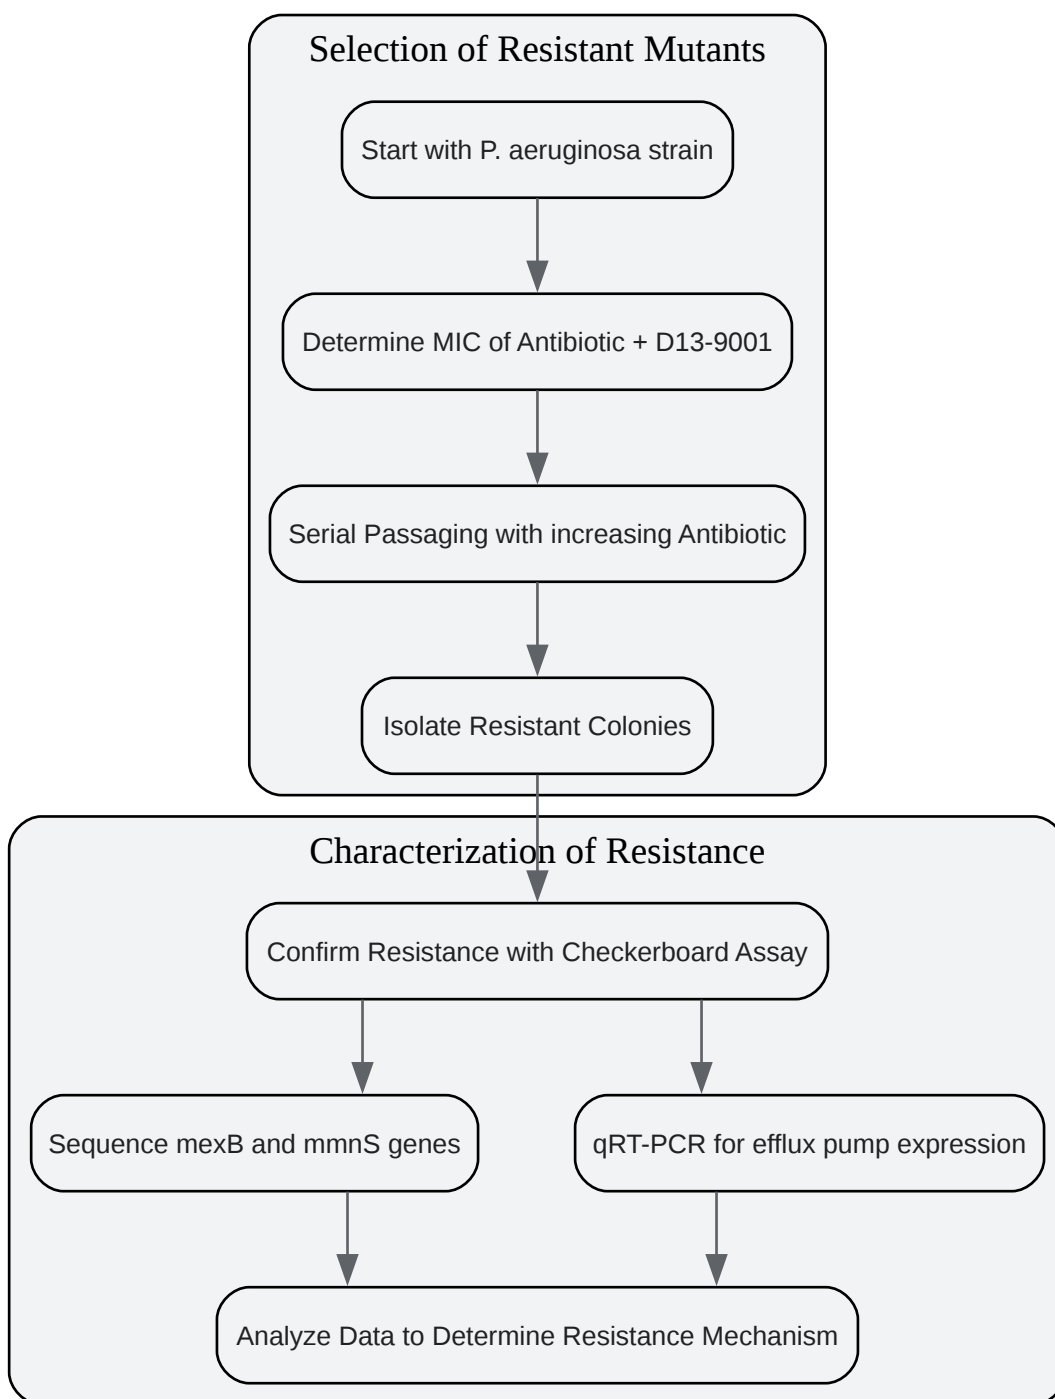 Selection of Resistant Mutants
Start with P. aeruginosa strain
Determine MIC of Antibiotic + D13-9001
Serial Passaging with increasing Antibiotic
Isolate Resistant Colonies
Characterization of Resistance
Confirm Resistance with Checkerboard Assay
Sequence mexB and mmnS genes
qRT-PCR for efflux pump expression
Analyze Data to Determine Resistance Mechanism